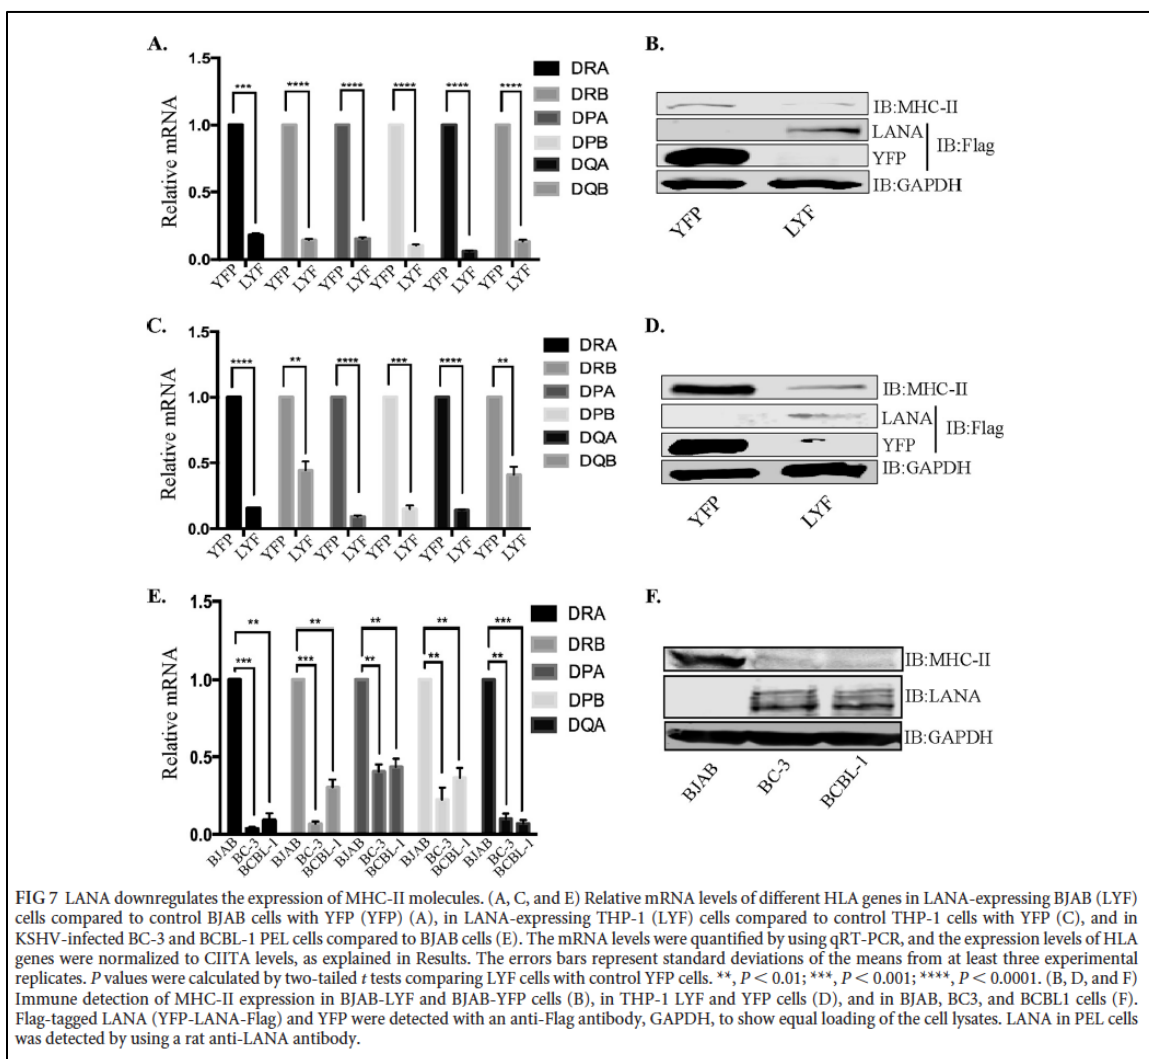 A.
1.5
1.0
0.5
0.0
Relative mRNA
*** **** **** **** **** ****
DRA
DRB
DPA
DPB
DQA
DQB
YFP LYF YFP LYF YFP LYF YFP LYF YFP LYF YFP LYF
B.
IB:MHC-II
LANA
YFP
IB:Flag
IB:GAPDH
YFP LYF
C.
1.5
1.0
0.5
0.0
Relative mRNA
**** ** **** *** **** **
DRA
DRB
DPA
DPB
DQA
DQB
YFP LYF YFP LYF YFP LYF YFP LYF YFP LYF YFP LYF
D.
IB:MHC-II
LANA
YFP
IB:Flag
IB:GAPDH
YFP LYF
E.
1.5
1.0
0.5
0.0
Relative mRNA
** ** ** ** ***
*** *** ** ** **
DRA
DRB
DPA
DPB
DQA
BJAB BC-3 BCBL-1 BJAB BC-3 BCBL-1 BJAB BC-3 BCBL-1 BJAB BC-3 BCBL-1 BJAB BC-3 BCBL-1
F.
IB:MHC-II
IB:LANA
IB:GAPDH
BJAB BC-3 BCBL-1
FIG 7 LANA downregulates the expression of MHC-II molecules. (A, C, and E) Relative mRNA levels of different HLA genes in LANA-expressing BJAB (LYF)
cells compared to control BJAB cells with YFP (YFP) (A), in LANA-expressing THP-1 (LYF) cells compared to control THP-1 cells with YFP (C), and in
KSHV-infected BC-3 and BCBL-1 PEL cells compared to BJAB cells (E). The mRNA levels were quantified by using qRT-PCR, and the expression levels of HLA
genes were normalized to CIITA levels, as explained in Results. The errors bars represent standard deviations of the means from at least three experimental
replicates. P values were calculated by two-tailed t tests comparing LYF cells with control YFP cells. **, P < 0.01; ***, P < 0.001; ****, P < 0.0001. (B, D, and F)
Immune detection of MHC-II expression in BJAB-LYF and BJAB-YFP cells (B), in THP-1 LYF and YFP cells (D), and in BJAB, BC3, and BCBL1 cells (F).
Flag-tagged LANA (YFP-LANA-Flag) and YFP were detected with an anti-Flag antibody, GAPDH, to show equal loading of the cell lysates. LANA in PEL cells
was detected by using a rat anti-LANA antibody.